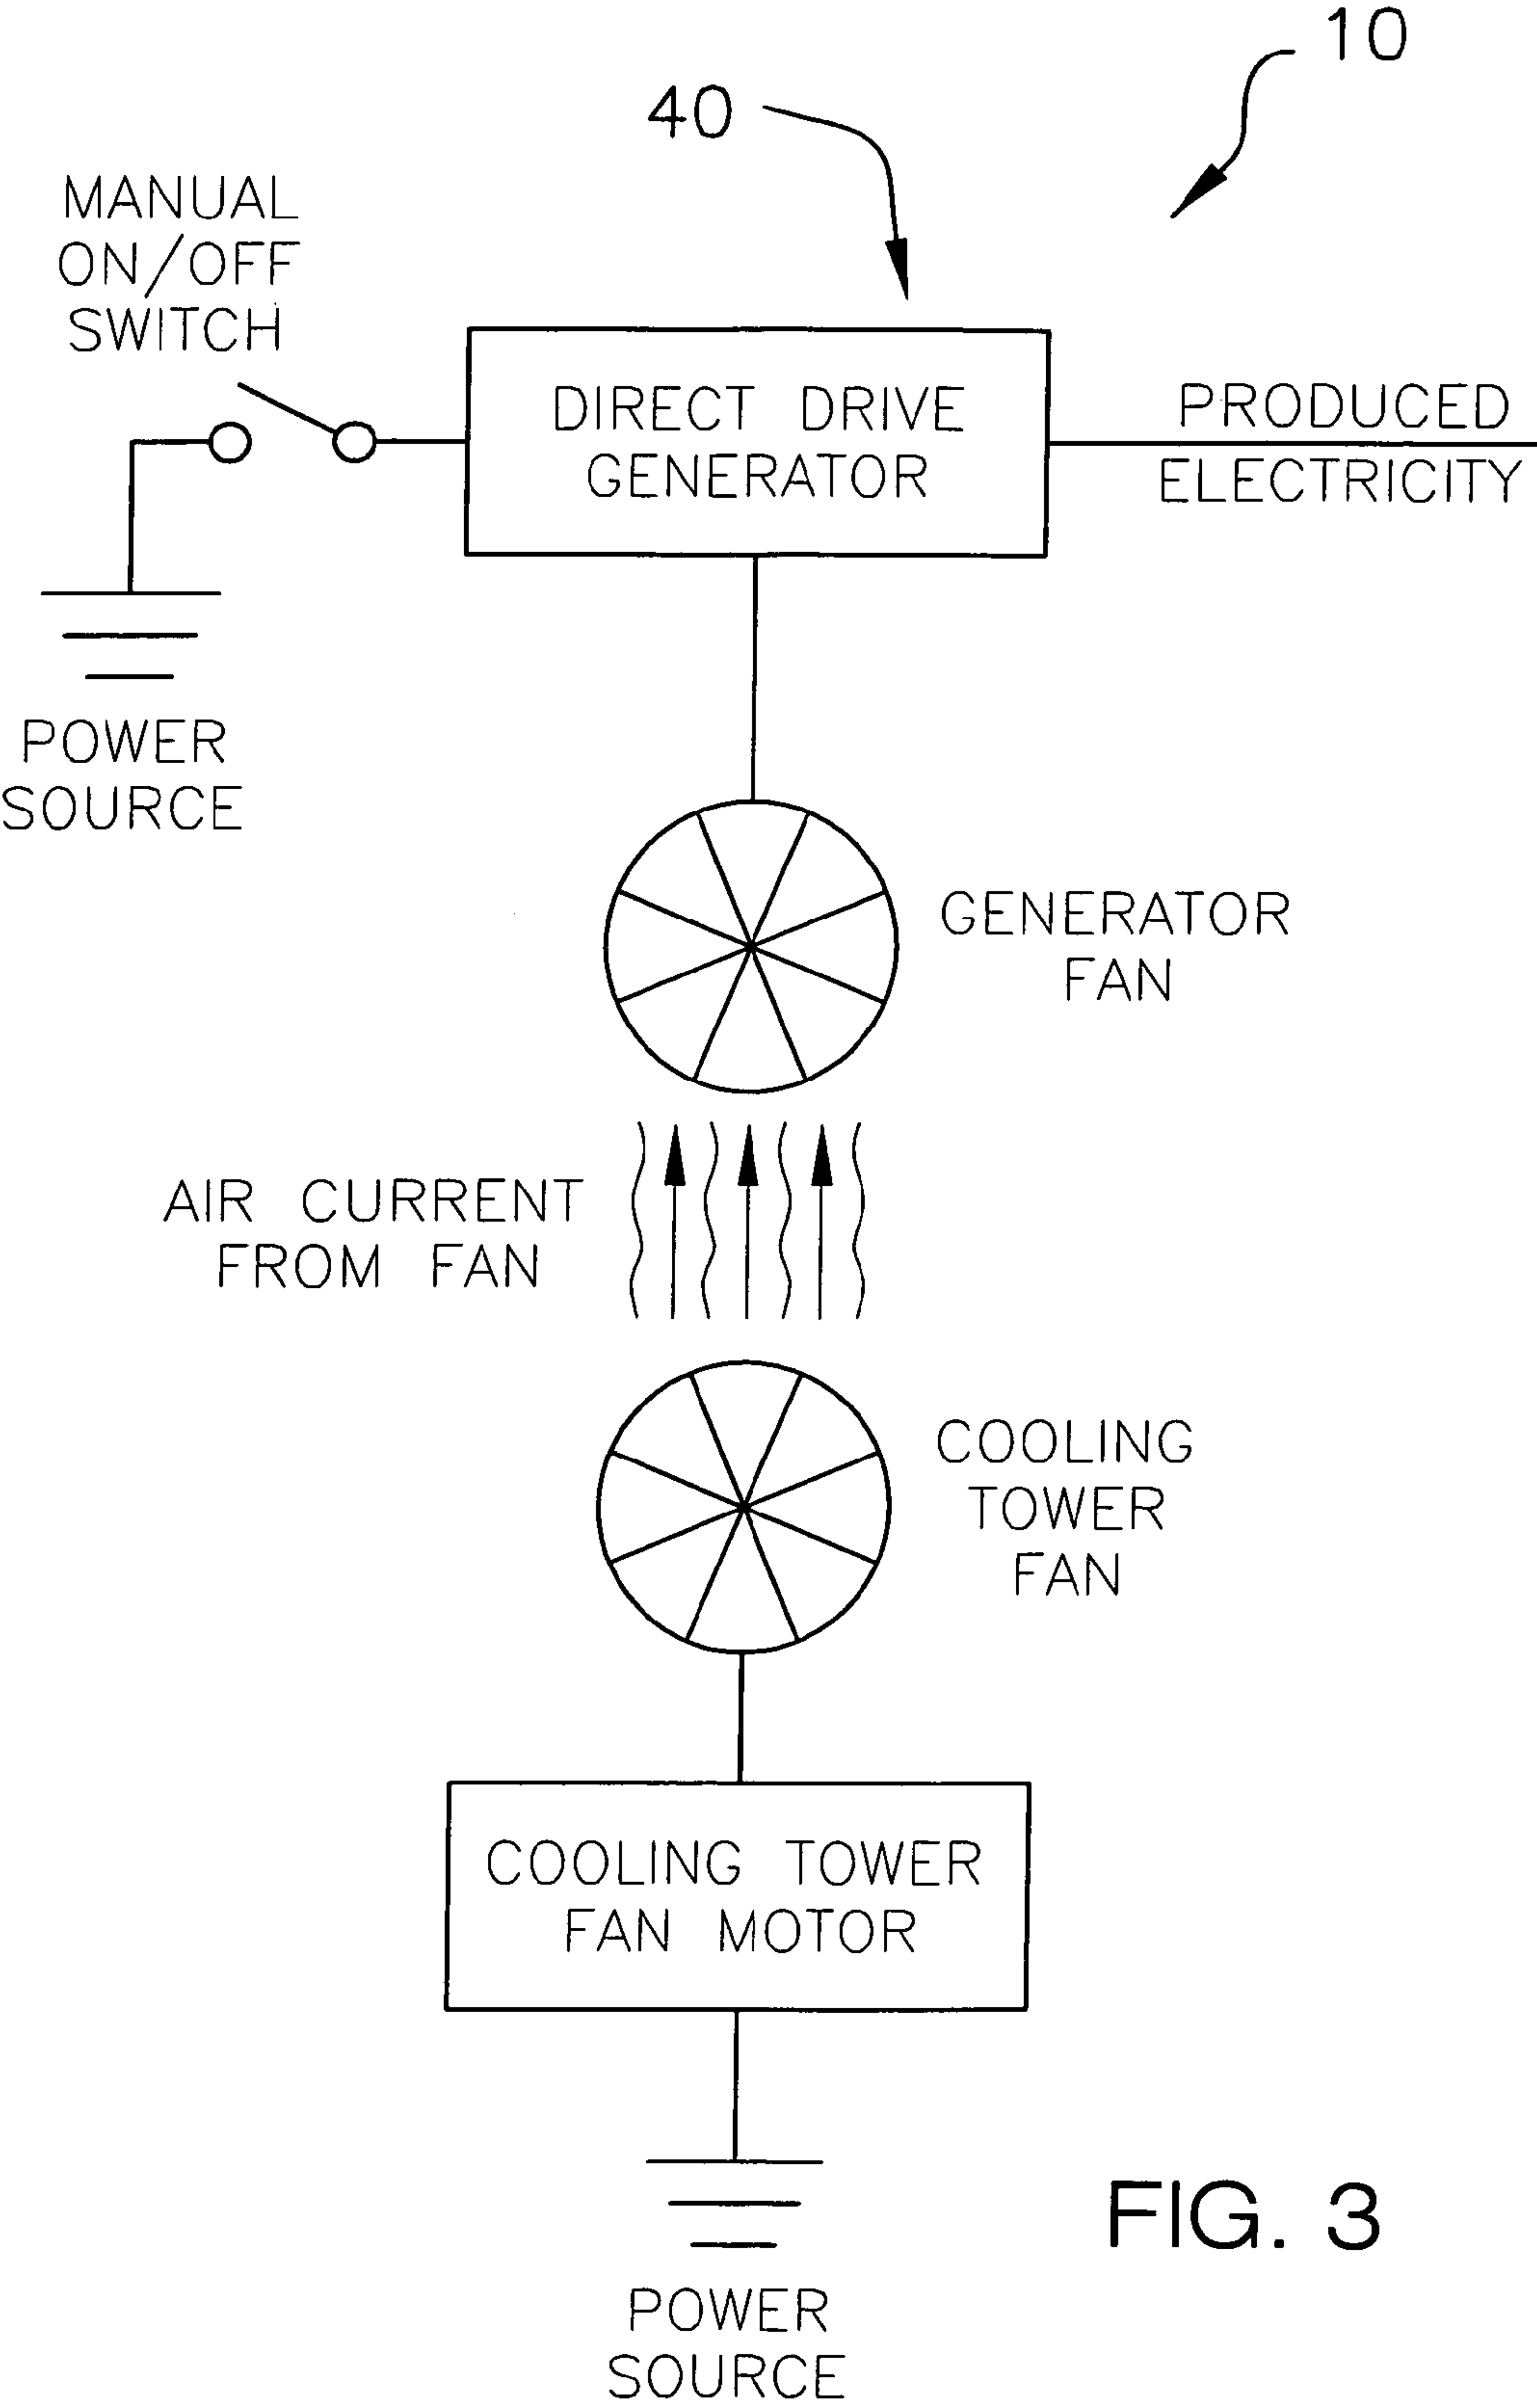 10
40
MANUAL
ON/OFF
SWITCH
DIRECT DRIVE
GENERATOR
PRODUCED
ELECTRICITY
POWER
SOURCE
GENERATOR
FAN
AIR CURRENT
FROM FAN
COOLING
TOWER
FAN
COOLING TOWER
FAN MOTOR
POWER
SOURCE
FIG. 3